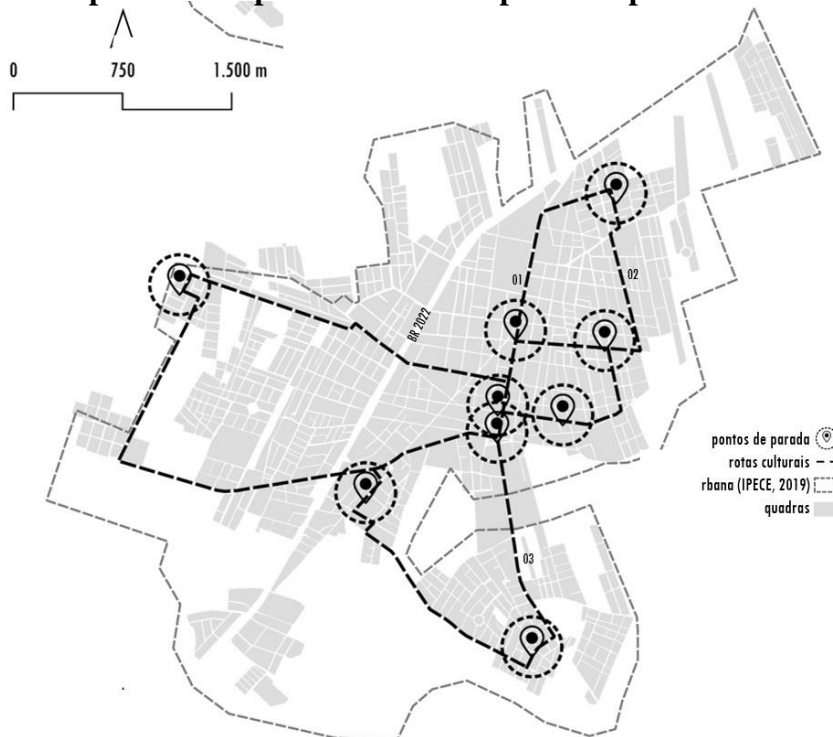 0 750 1.500 m
01
02
BR 2022
pontos de parada
rotas culturais
rbana (IPECE, 2019)
quadras
03